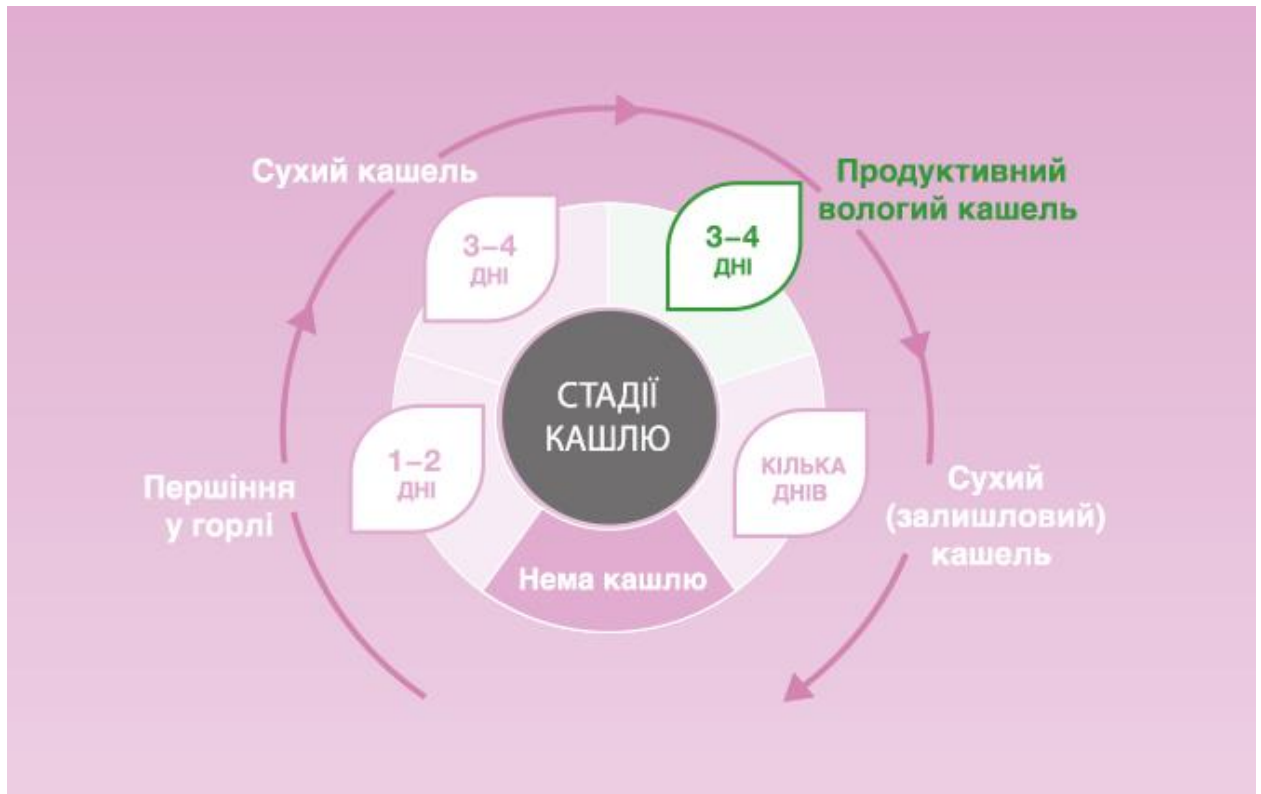 Сухий кашель
3–4
ДНІ
Продуктивний
вологий кашель
3–4
ДНІ
СТАДІЇ
КАШЛЮ
Першіння
у горлі
1–2
ДНІ
КІЛЬКА
ДНІВ
Сухий
(залишловий)
кашель
Нема кашлю